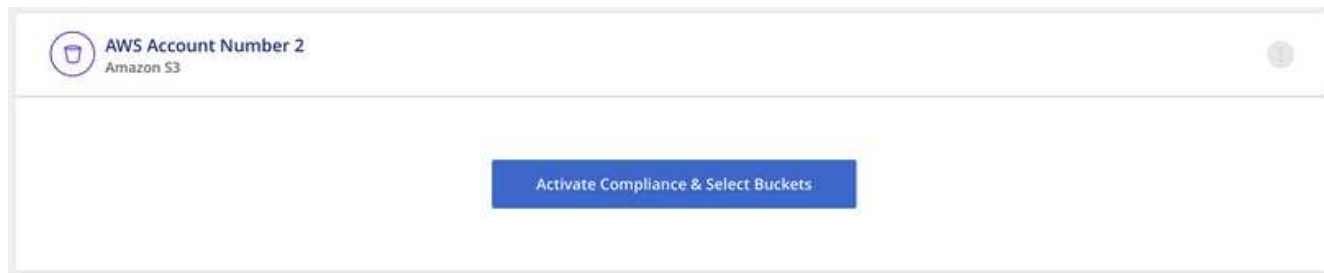 AWS Account Number 2
Amazon S3
Activate Compliance & Select Buckets